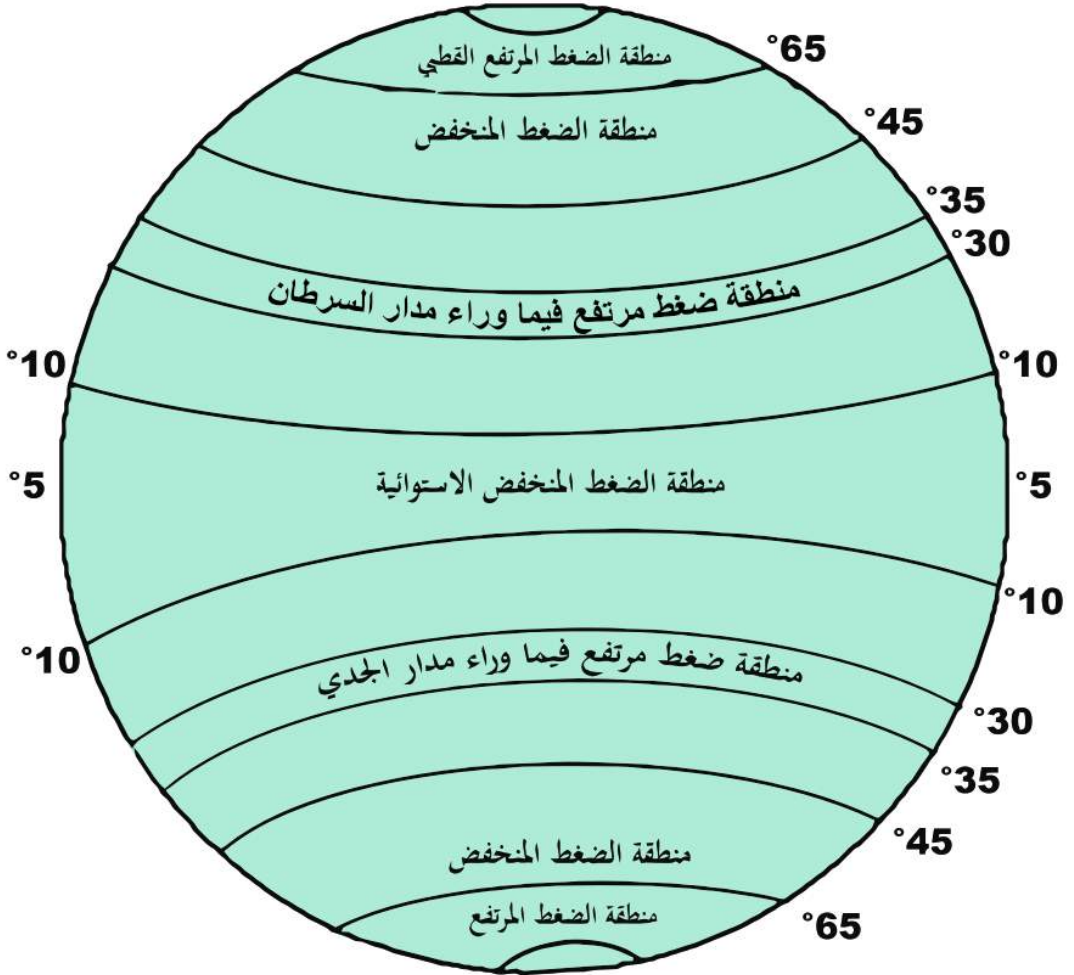 منطقة الضغط المرتفع القطبي
°65
منطقة الضغط المنخفض
°45
°35
°30
منطقة ضغط مرتفع فيما وراء مدار السرطان
°10
°10
°5
منطقة الضغط المنخفض الاستوائية
°5
°10
°10
منطقة ضغط مرتفع فيما وراء مدار الجدي
°30
°35
°45
منطقة الضغط المنخفض
°65
منطقة الضغط المرتفع